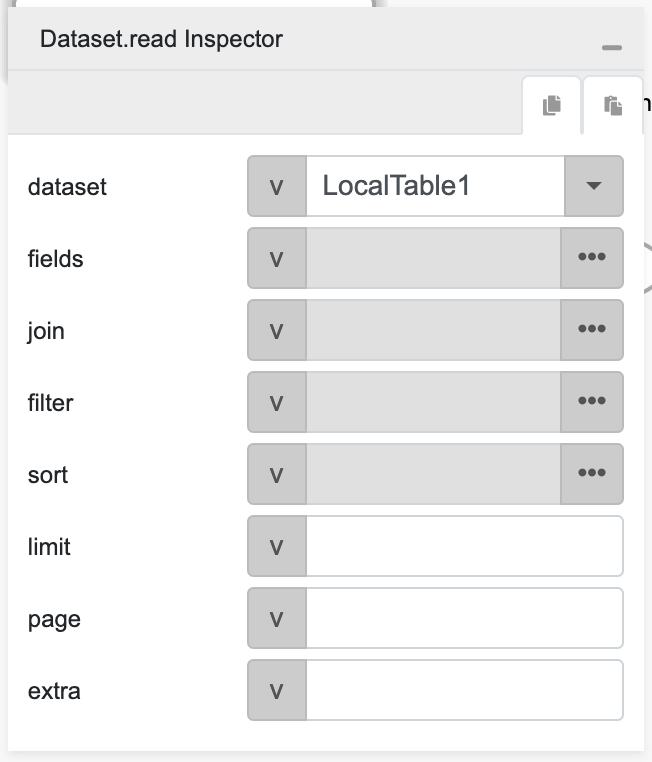 Dataset.read Inspector
dataset
v
LocalTable1
fields
v
•••
join
v
•••
filter
v
•••
sort
v
•••
limit
v
page
v
extra
v